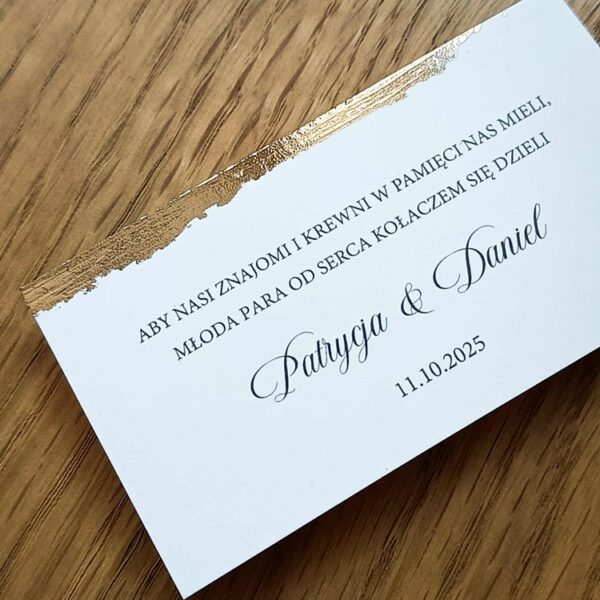 ABY NASI ZNAJOMI I KREWNI W PAMIĘCI NAS MIELI,
MŁODA PARA OD SERCA KOŁACZEM SIĘ DZIELI
Patrycja & Daniel
11.10.2025